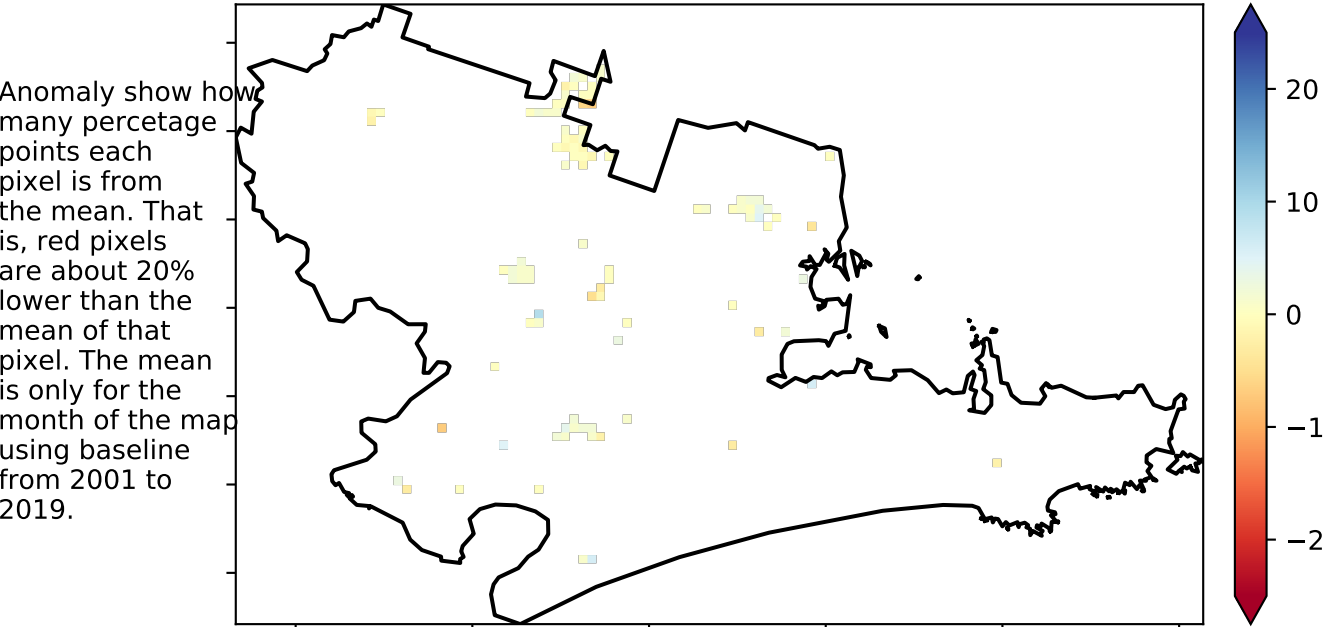 Anomaly show how
many percetage
points each
pixel is from
the mean. That
is, red pixels
are about 20%
lower than the
mean of that
pixel. The mean
is only for the
month of the map
using baseline
from 2001 to
2019.
20
10
0
−1
−2